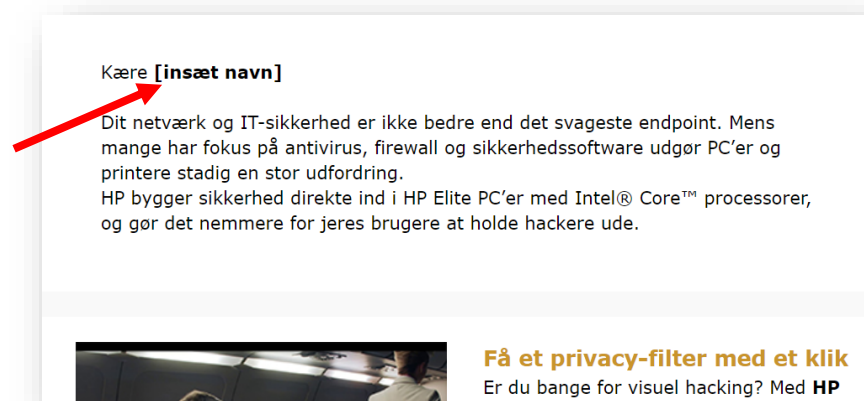 Kære [insæt navn]
Dit netværk og IT-sikkerhed er ikke bedre end det svageste endpoint. Mens
mange har fokus på antivirus, firewall og sikkerhedssoftware udgør PC’er og
printere stadig en stor udfordring.
HP bygger sikkerhed direkte ind i HP Elite PC’er med Intel® Core™ processorer,
og gør det nemmere for jeres brugere at holde hackere ude.
Få et privacy-filter med et klik
Er du bange for visuel hacking? Med HP